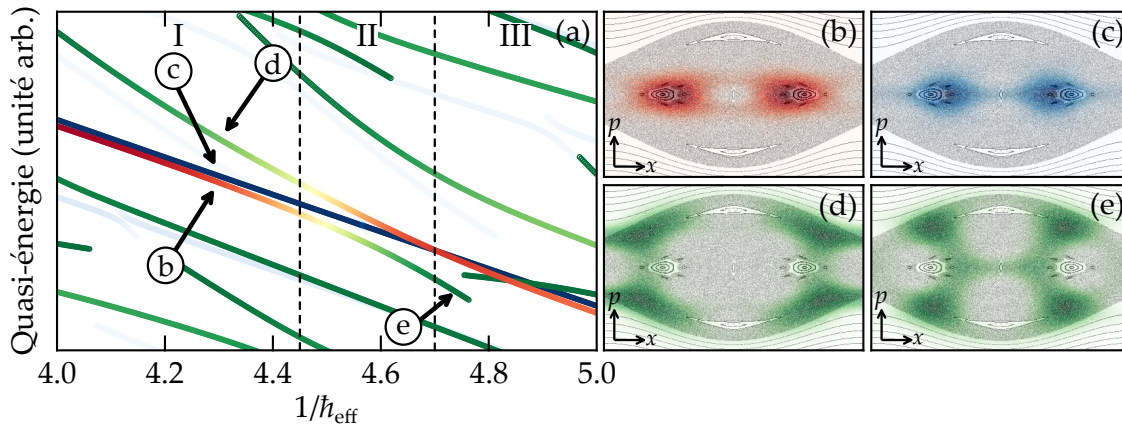 I II III (a)
c d
b
e
Quasi-énergie (unité arb.)
4.0 4.2 4.4 4.6 4.8 5.0
1/ħeff
(b)
p
x
(c)
p
x
(d)
p
x
(e)
p
x